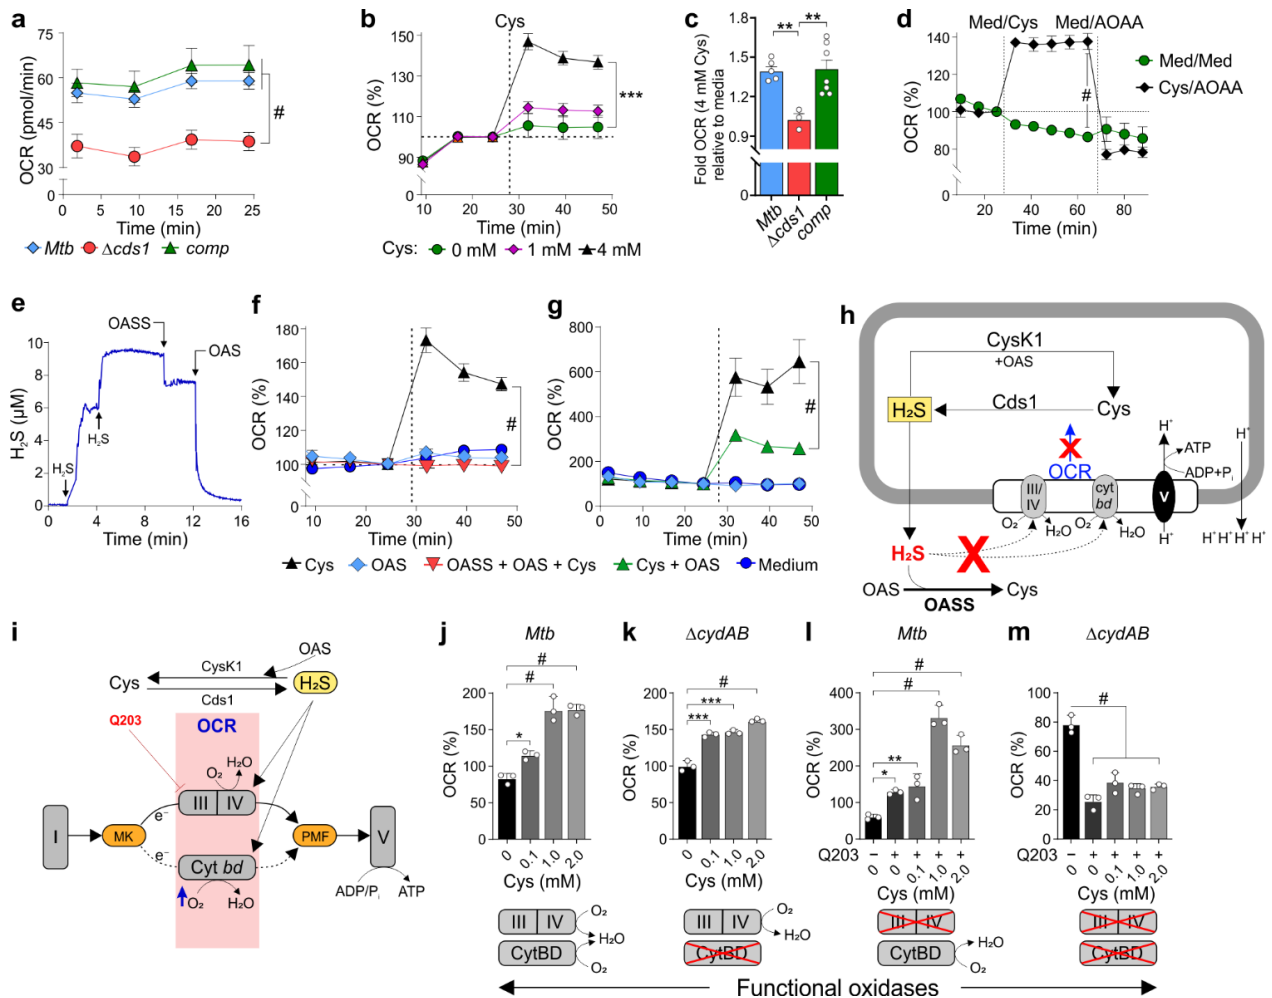 a
75
60
45
30
0
OCR (pmol/min)
#
0 5 10 15 20 25
Time (min)
Mtb Δcds1 comp
b
Cys
150
130
110
90
0
OCR (%)
***
10 20 30 40 50
Time (min)
Cys: 0 mM 1 mM 4 mM
c
1.8
1.5
1.2
0.9
0
Fold OCR (4 mM Cys)
relative to media
** **
Mtb
Δcds1
comp
d
Med/Cys Med/AOAA
140
120
100
80
0
OCR (%)
#
Med/Med
Cys/AOAA
20 40 60 80
Time (min)
e
OASS
OAS
10
8
6
4
2
0
H₂S (µM)
H₂S
H₂S
0 4 8 12 16
Time (min)
f
180
160
140
120
100
0
OCR (%)
#
10 20 30 40 50
Time (min)
g
800
600
400
200
0
OCR (%)
#
0 10 20 30 40 50
Time (min)
Cys OAS OASS + OAS + Cys Cys + OAS Medium
h
CysK1
+OAS
H₂S
Cds1
Cys
X
OCR
III/
IV
cyt
bd
V
O₂ H₂O
O₂ H₂O
H⁺
ATP
ADP+Pᵢ
H⁺
H⁺
H⁺ H⁺ H⁺ H⁺
H₂S
X
OAS
OASS
Cys
i
OAS
CysK1
Cys
H₂S
Cds1
Q203
OCR
O₂ H₂O
III IV
I
e⁻
MK
e⁻
PMF
V
Cyt bd
O₂ H₂O
ADP/Pᵢ ATP
j
Mtb
#
#
*
200
150
100
50
0
OCR (%)
0 0.1 1.0 2.0
Cys (mM)
III IV
O₂
H₂O
CytBD
O₂
k
ΔcydAB
#
***
***
200
150
100
50
0
OCR (%)
0 0.1 1.0 2.0
Cys (mM)
III IV
O₂
H₂O
CytBD
l
Mtb
#
#
**
*
400
300
200
100
0
OCR (%)
Q203 - + + + +
0 0 0.1 1.0 2.0
Cys (mM)
III IV
CytBD
H₂O
O₂
m
ΔcydAB
#
100
80
60
40
20
0
OCR (%)
Q203 - + + + +
0 0 0.1 1.0 2.0
Cys (mM)
III IV
CytBD
Functional oxidases